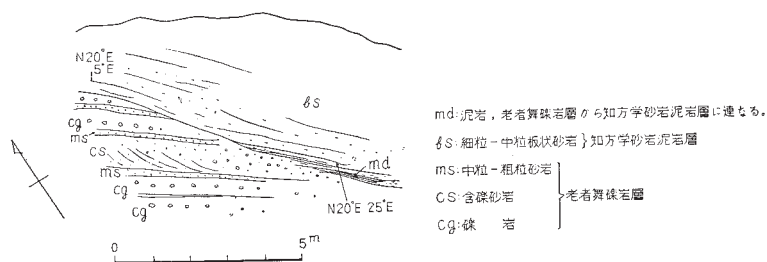 N20°E
5°E
bs
cg
ms
cs
ms
md
cg
N20°E 25°E
cg
0 5m
md:泥岩,老者舞礫岩層から知方学砂岩泥岩層に連なる。
bs:細粒-中粒板状砂岩}知方学砂岩泥岩層
ms:中粒-粗粒砂岩
cs:含礫砂岩
老者舞礫岩層
cg:礫 岩